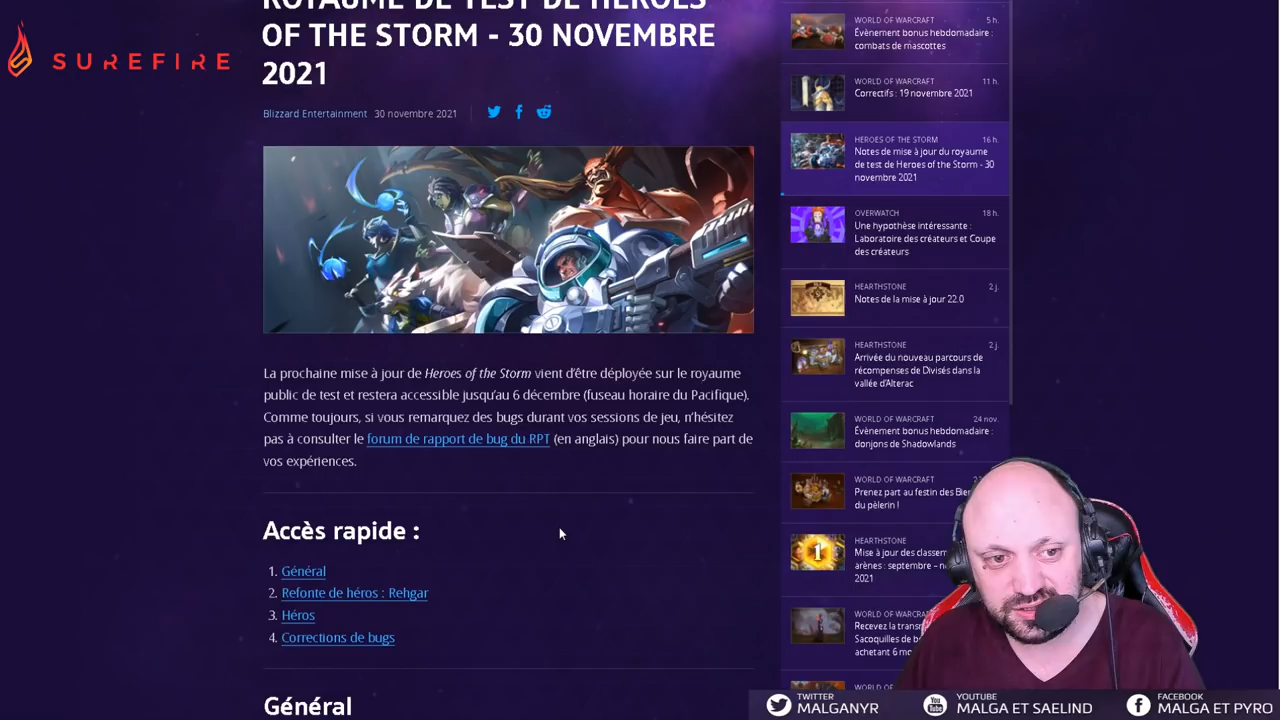 ROYAUME DE TEST DE HEROES
OF THE STORM - 30 NOVEMBRE
2021
SUREFIRE
Blizzard Entertainment 30 novembre 2021
La prochaine mise à jour de Heroes of the Storm vient d'être déployée sur le royaume
public de test et restera accessible jusqu'au 6 décembre (fuseau horaire du Pacifique).
Comme toujours, si vous remarquez des bugs durant vos sessions de jeu, n'hésitez
pas à consulter le forum de rapport de bug du RPT (en anglais) pour nous faire part de
vos expériences.
Accès rapide :
1. Général
2. Refonte de héros : Rehgar
3. Héros
4. Corrections de bugs
Général
WORLD OF WARCRAFT 5 h.
Évènement bonus hebdomadaire :
combats de mascottes
WORLD OF WARCRAFT 11 h.
Correctifs : 19 novembre 2021
HEROES OF THE STORM 16 h.
Notes de mise à jour du royaume
de test de Heroes of the Storm - 30
novembre 2021
OVERWATCH 18 h.
Une hypothèse intéressante :
Laboratoire des créateurs et Coupe
des créateurs
HEARTHSTONE 2 j.
Notes de la mise à jour 22.0
HEARTHSTONE 2 j.
Arrivée du nouveau parcours de
récompenses de Divisés dans la
vallée d'Alterac
WORLD OF WARCRAFT 24 nov.
Évènement bonus hebdomadaire :
donjons de Shadowlands
WORLD OF WARCRAFT
Prenez part au festin des
du pèlerin !
HEARTHSTONE
1
Mise à jour des
arènes : septembre –
2021
WORLD OF
Recevez la
Sacoquilles de
achetant 6
WORLD OF
TWITTER
MALGANYR
YOUTUBE
MALGA ET SAELIND
FACEBOOK
MALGA ET PYRO